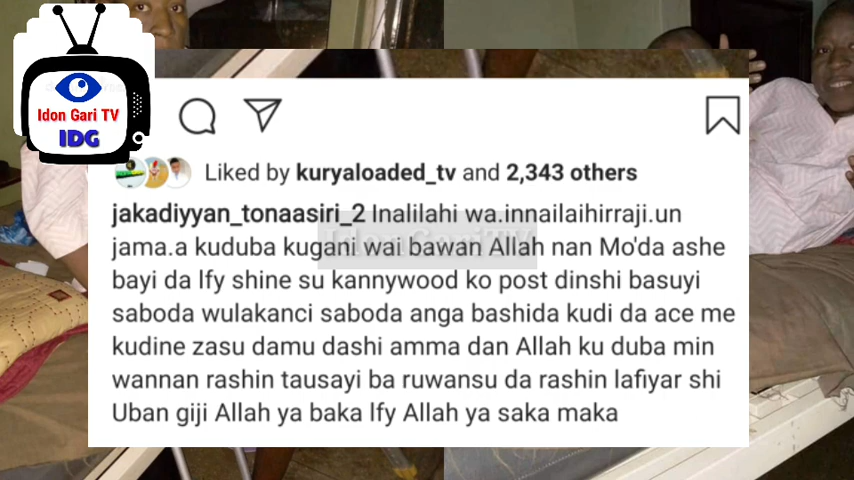 Idon Gari TV
IDG
Liked by kuryaloaded_tv and 2,343 others
jakadiyyan_tonaasiri_2 Inalilahi wa.innailaihirraji.un
jama.a kuduba kugani wai bawan Allah nan Mo'da ashe
bayi da lfy shine su kannywood ko post dinshi basuyi
saboda wulakanci saboda anga bashida kudi da ace me
kudine zasu damu dashi amma dan Allah ku duba min
wannan rashin tausayi ba ruwansu da rashin lafiyar shi
Uban giji Allah ya baka lfy Allah ya saka maka
IdonGariTV